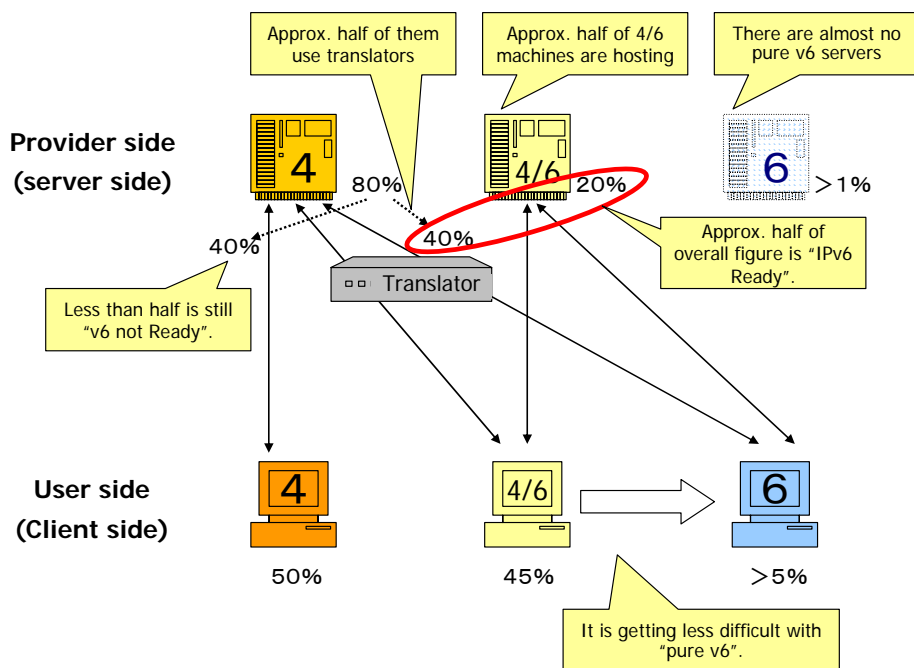 Approx. half of them
use translators
Approx. half of 4/6
machines are hosting
There are almost no
pure v6 servers
Provider side
(server side)
4
80%
4/6
20%
6
>1%
40%
40%
Approx. half of
overall figure is "IPv6
Ready".
Translator
Less than half is still
"v6 not Ready".
User side
(Client side)
4
4/6
6
50%
45%
>5%
It is getting less difficult with
"pure v6".